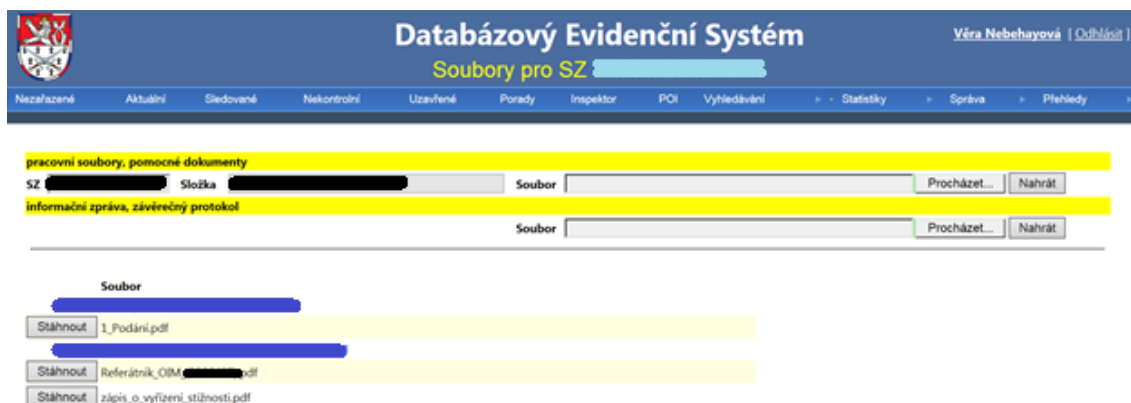 Databázový Evidenční Systém
Věra Nebehayová [ Odhlásit ]
Soubory pro SZ
Nezařazené Aktuální Sledované Nekontrolní Uzavřené Porady Inspektor POI Vyhledávání Statistiky Správa Přehledy
pracovní soubory, pomocné dokumenty
SZ Složka Soubor Procházet... Nahrát
informační zpráva, závěrečný protokol
Soubor Procházet... Nahrát
Soubor
Stáhnout 1_Podání.pdf
Stáhnout Referátník_OIM_ pdf
Stáhnout zápis_o_vyřízení_stížnosti.pdf